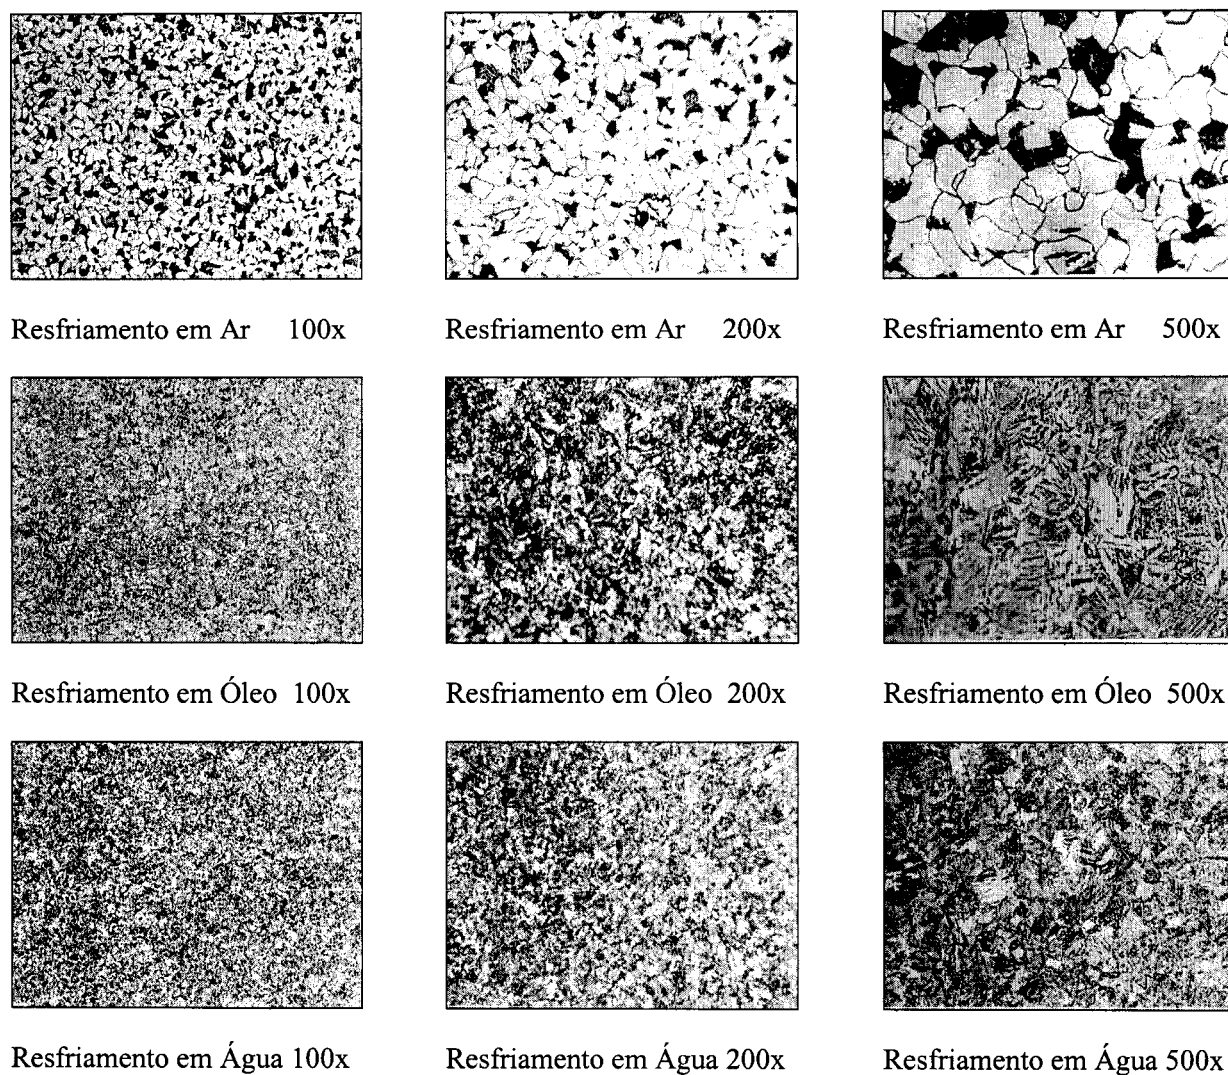 Resfriamento em Ar 100x
Resfriamento em Ar 200x
Resfriamento em Ar 500x
Resfriamento em Óleo 100x
Resfriamento em Óleo 200x
Resfriamento em Óleo 500x
Resfriamento em Água 100x
Resfriamento em Água 200x
Resfriamento em Água 500x